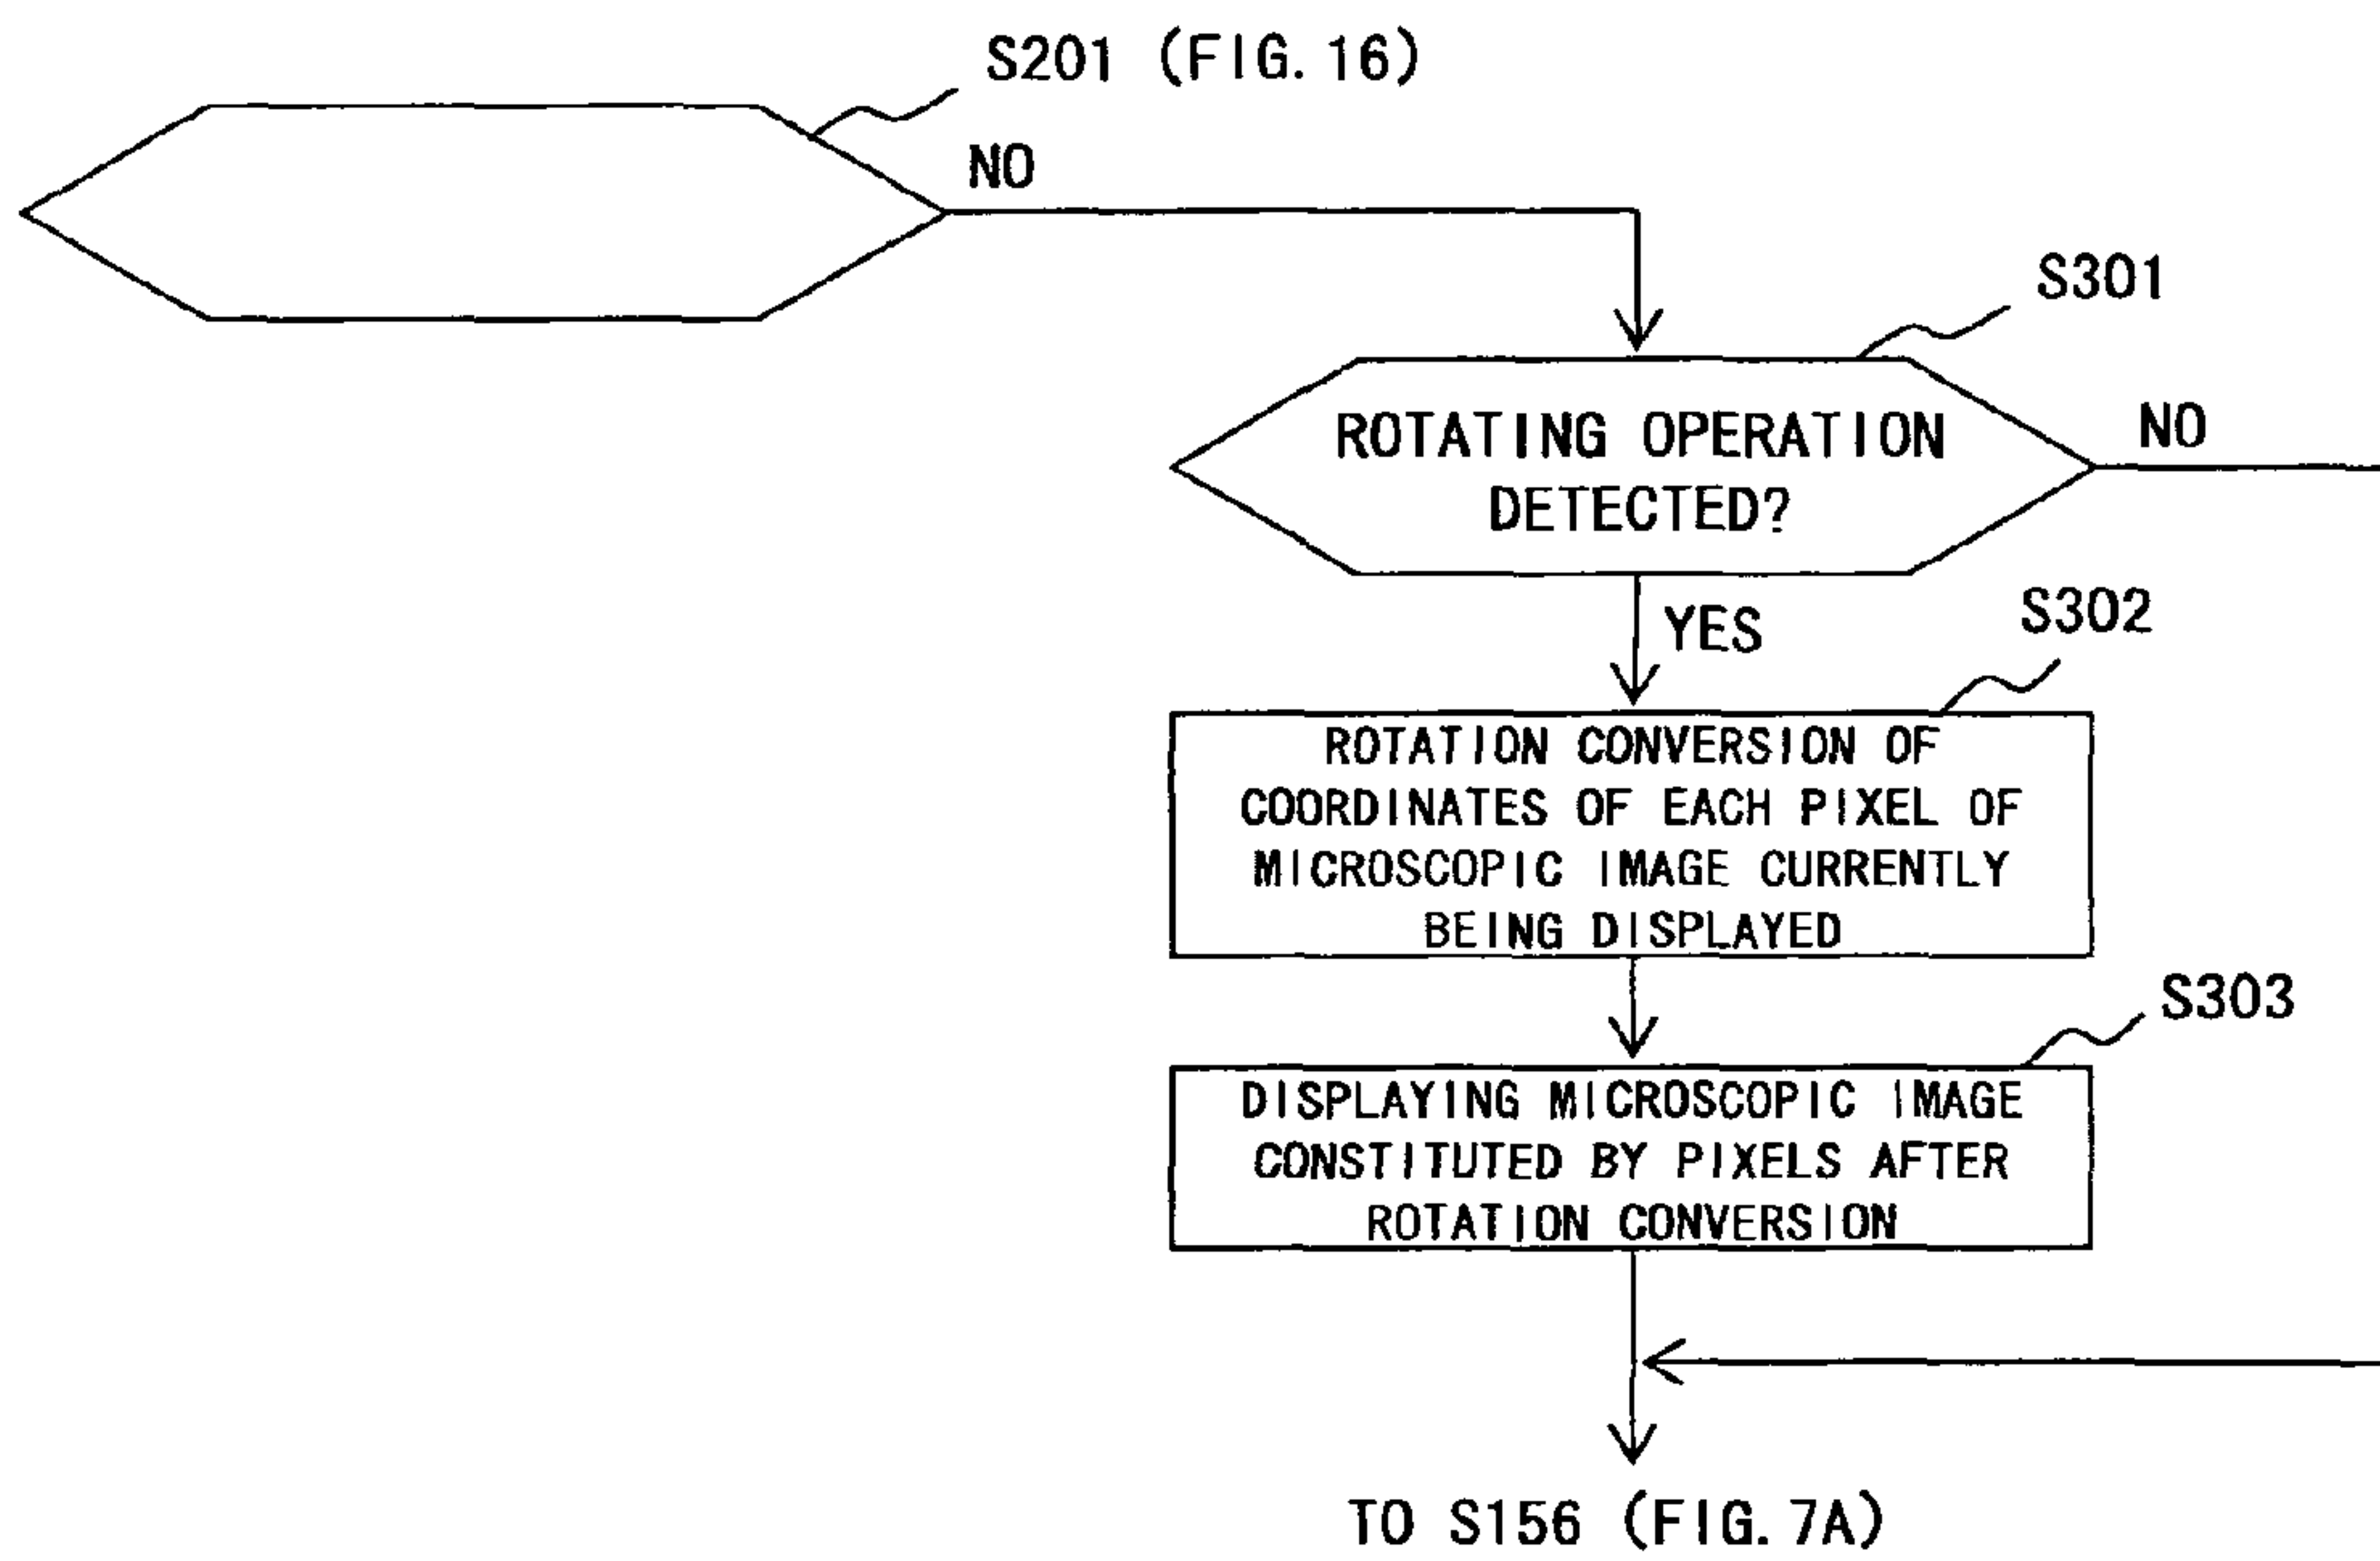 S201 (FIG. 16)
NO
S301
ROTATING OPERATION
DETECTED?
NO
YES
S302
ROTATION CONVERSION OF
COORDINATES OF EACH PIXEL OF
MICROSCOPIC IMAGE CURRENTLY
BEING DISPLAYED
S303
DISPLAYING MICROSCOPIC IMAGE
CONSTITUTED BY PIXELS AFTER
ROTATION CONVERSION
TO S156 (FIG. 7A)